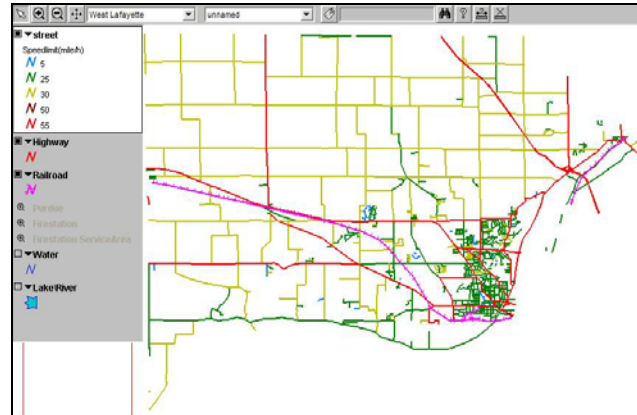 West Lafayette unnamed
street
Speedlimit(mile/h)
5
25
30
50
55
Highway
Railroad
Purdue
Firestation
Firestation ServiceArea
Water
Lake\River